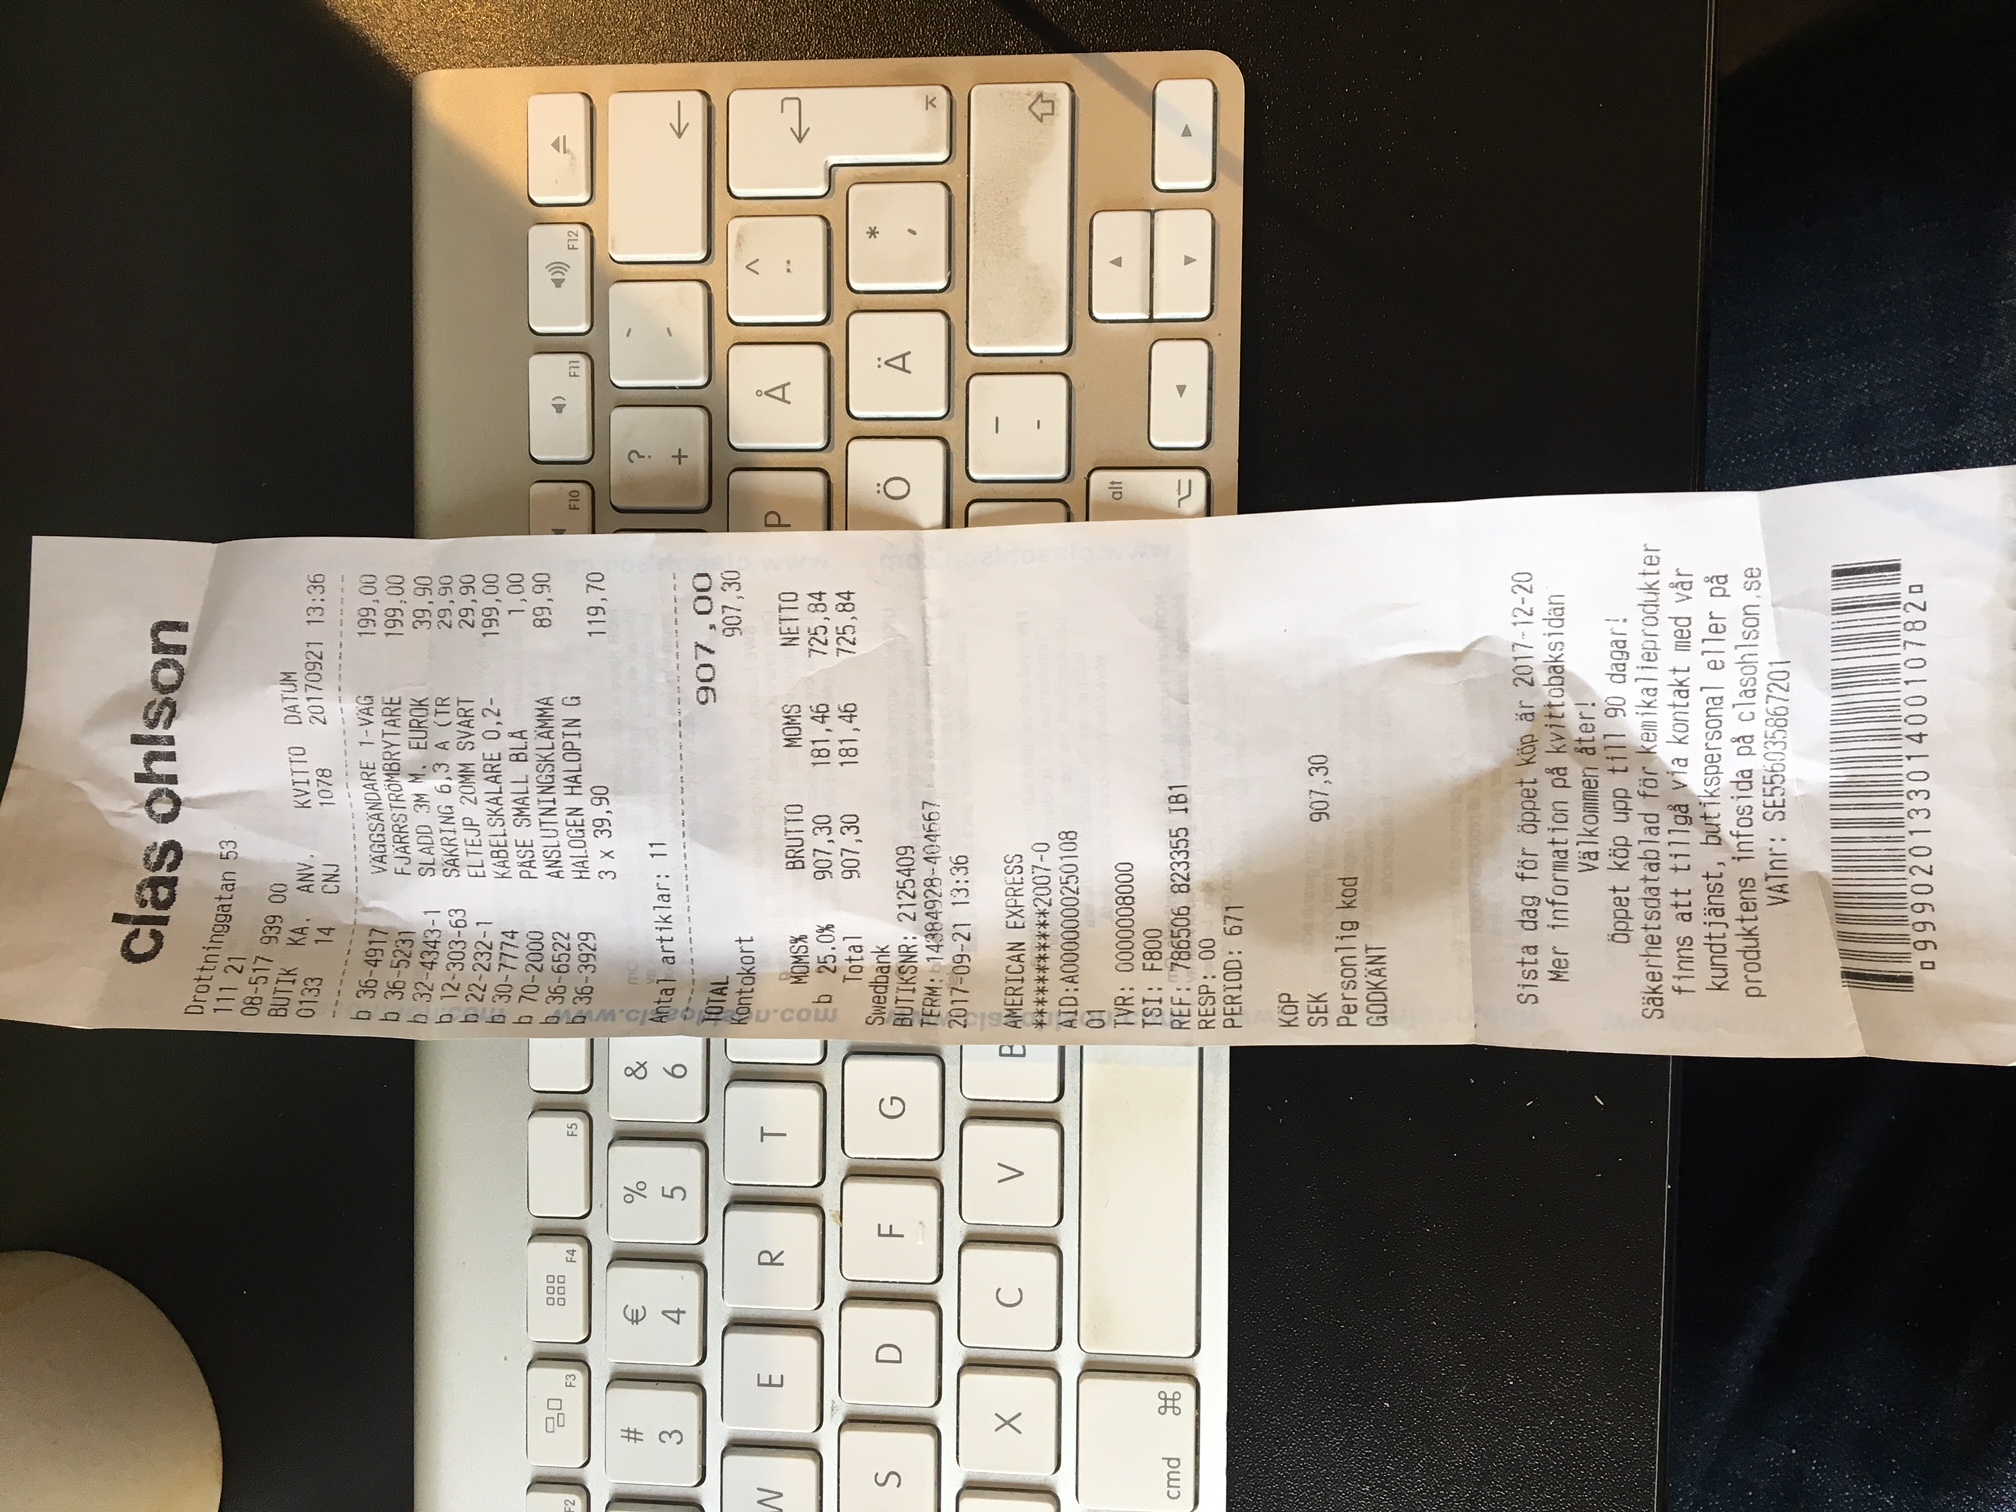 clas ohlson
Drottninggatan 53
111 21
08-517 939 00
BUTIK KA. ANV. KVITTO DATUM
0133 14 CNJ 1078 20170921 13:36
b 36-4917 VÄGGSÄNDARE 1-VÄG 199,00
b 36-5231 FJÄRRSTRÖMBRYTARE 199,00
b 32-4343-1 SLADD 3M M. EUROK 39,90
b 12-303-63 SÄKRING 6,3 A (TR 29,90
b 22-232-1 ELTEJP 20MM SVART 29,90
b 30-7774 KABELSKALARE 0,2- 199,00
b 70-2000 PÅSE SMALL BLÅ 1,00
b 36-6522 ANSLUTNINGSKLÄMMA 89,90
b 36-3929 HALOGEN HALOPIN G
3 x 39,90 119,70
Antal artiklar: 11
TOTAL 907,00
Kontokort 907,30
MOMS% BRUTTO MOMS NETTO
b 25.0% 907,30 181,46 725,84
Total 907,30 181,46 725,84
Swedbank
BUTIKSNR: 2125409
TERM: 14384928-404667
2017-09-21 13:36
AMERICAN EXPRESS
***********2007-0
AID:A0000000250108
01
TVR: 0000008000
TSI: F800
REF: 786506 823355 IB1
RESP: 00
PERIOD: 671
KÖP
SEK 907,30
Personlig kod
GODKÄNT
Sista dag för öppet köp är 2017-12-20
Mer information på kvittobaksidan
Välkommen åter!
Öppet köp upp till 90 dagar!
Säkerhetsdatablad för kemikalieprodukter
finns att tillgå via kontakt med vår
kundtjänst, butikspersonal eller på
produktens infosida på clasohlson.se
VATnr: SE556035867201
99902013301400107820
F2 F3 F4 F5 F10 F11 F12
# € % & ? `
3 4 5 6 + ´
W E R T P Å ^ ¨
S D F G Ö Ä * '
X C V B _ -
cmd ⌘ alt